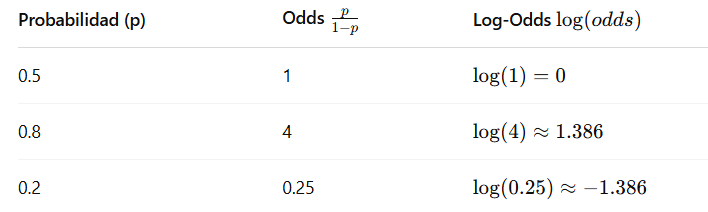 Probabilidad (p) Odds p/1−p Log-Odds log(odds)
0.5 1 log(1) = 0
0.8 4 log(4) ≈ 1.386
0.2 0.25 log(0.25) ≈ −1.386